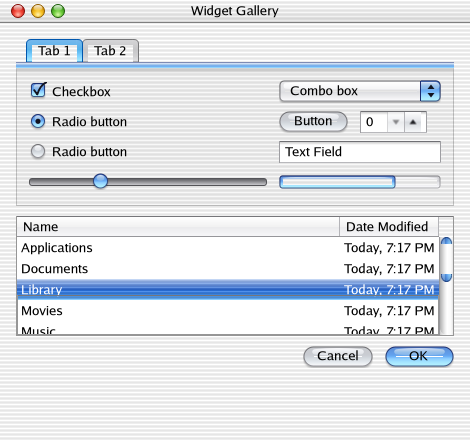 Widget Gallery
Tab 1 Tab 2
Checkbox Combo box
Radio button Button 0
Radio button Text Field
Name Date Modified
Applications Today, 7:17 PM
Documents Today, 7:17 PM
Library Today, 7:17 PM
Movies Today, 7:17 PM
Music Today, 7:17 PM
Cancel OK